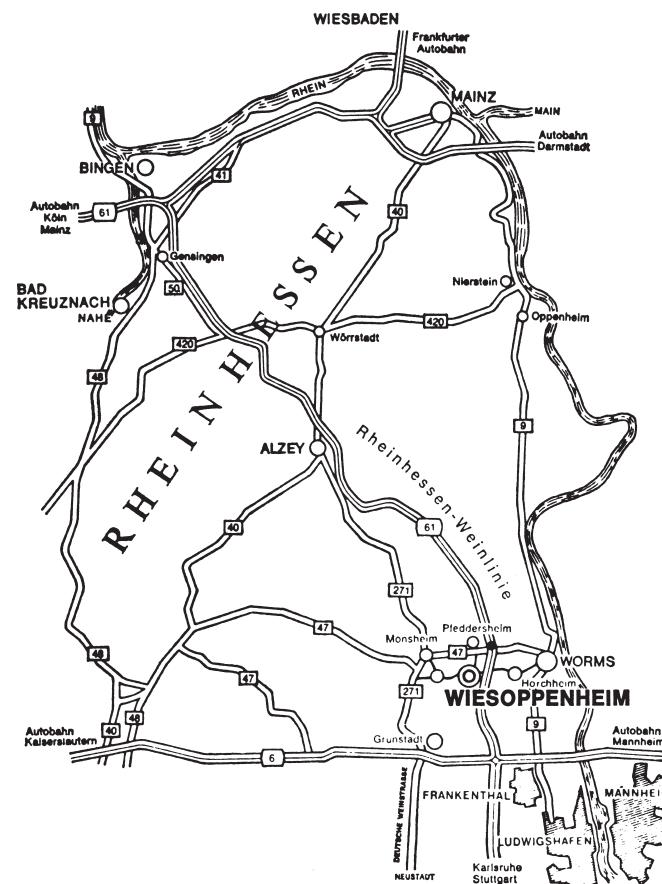 WIESBADEN
Frankfurter
Autobahn
RHEIN
9
MAINZ
MAIN
Autobahn
Darmstadt
BINGEN
41
Autobahn
Köln
Mainz
61
40
Gensingen
BAD
KREUZNACH
NAHE
50
Nierstein
Oppenheim
RHEINHESSEN
420
420
Wörrstadt
48
9
ALZEY
Rheinhessen-Weinlinie
40
61
271
47
Monsheim
Pfeddersheim
47
48
WORMS
Horchheim
47
271
WIESOPPENHEIM
40
48
9
Autobahn
Kaiserslautern
Grünstadt
Autobahn
Mannheim
6
DEUTSCHE WEINSTRASSE
FRANKENTHAL
MANNHEI
LUDWIGSHAFEN
NEUSTADT
Karlsruhe
Stuttgart